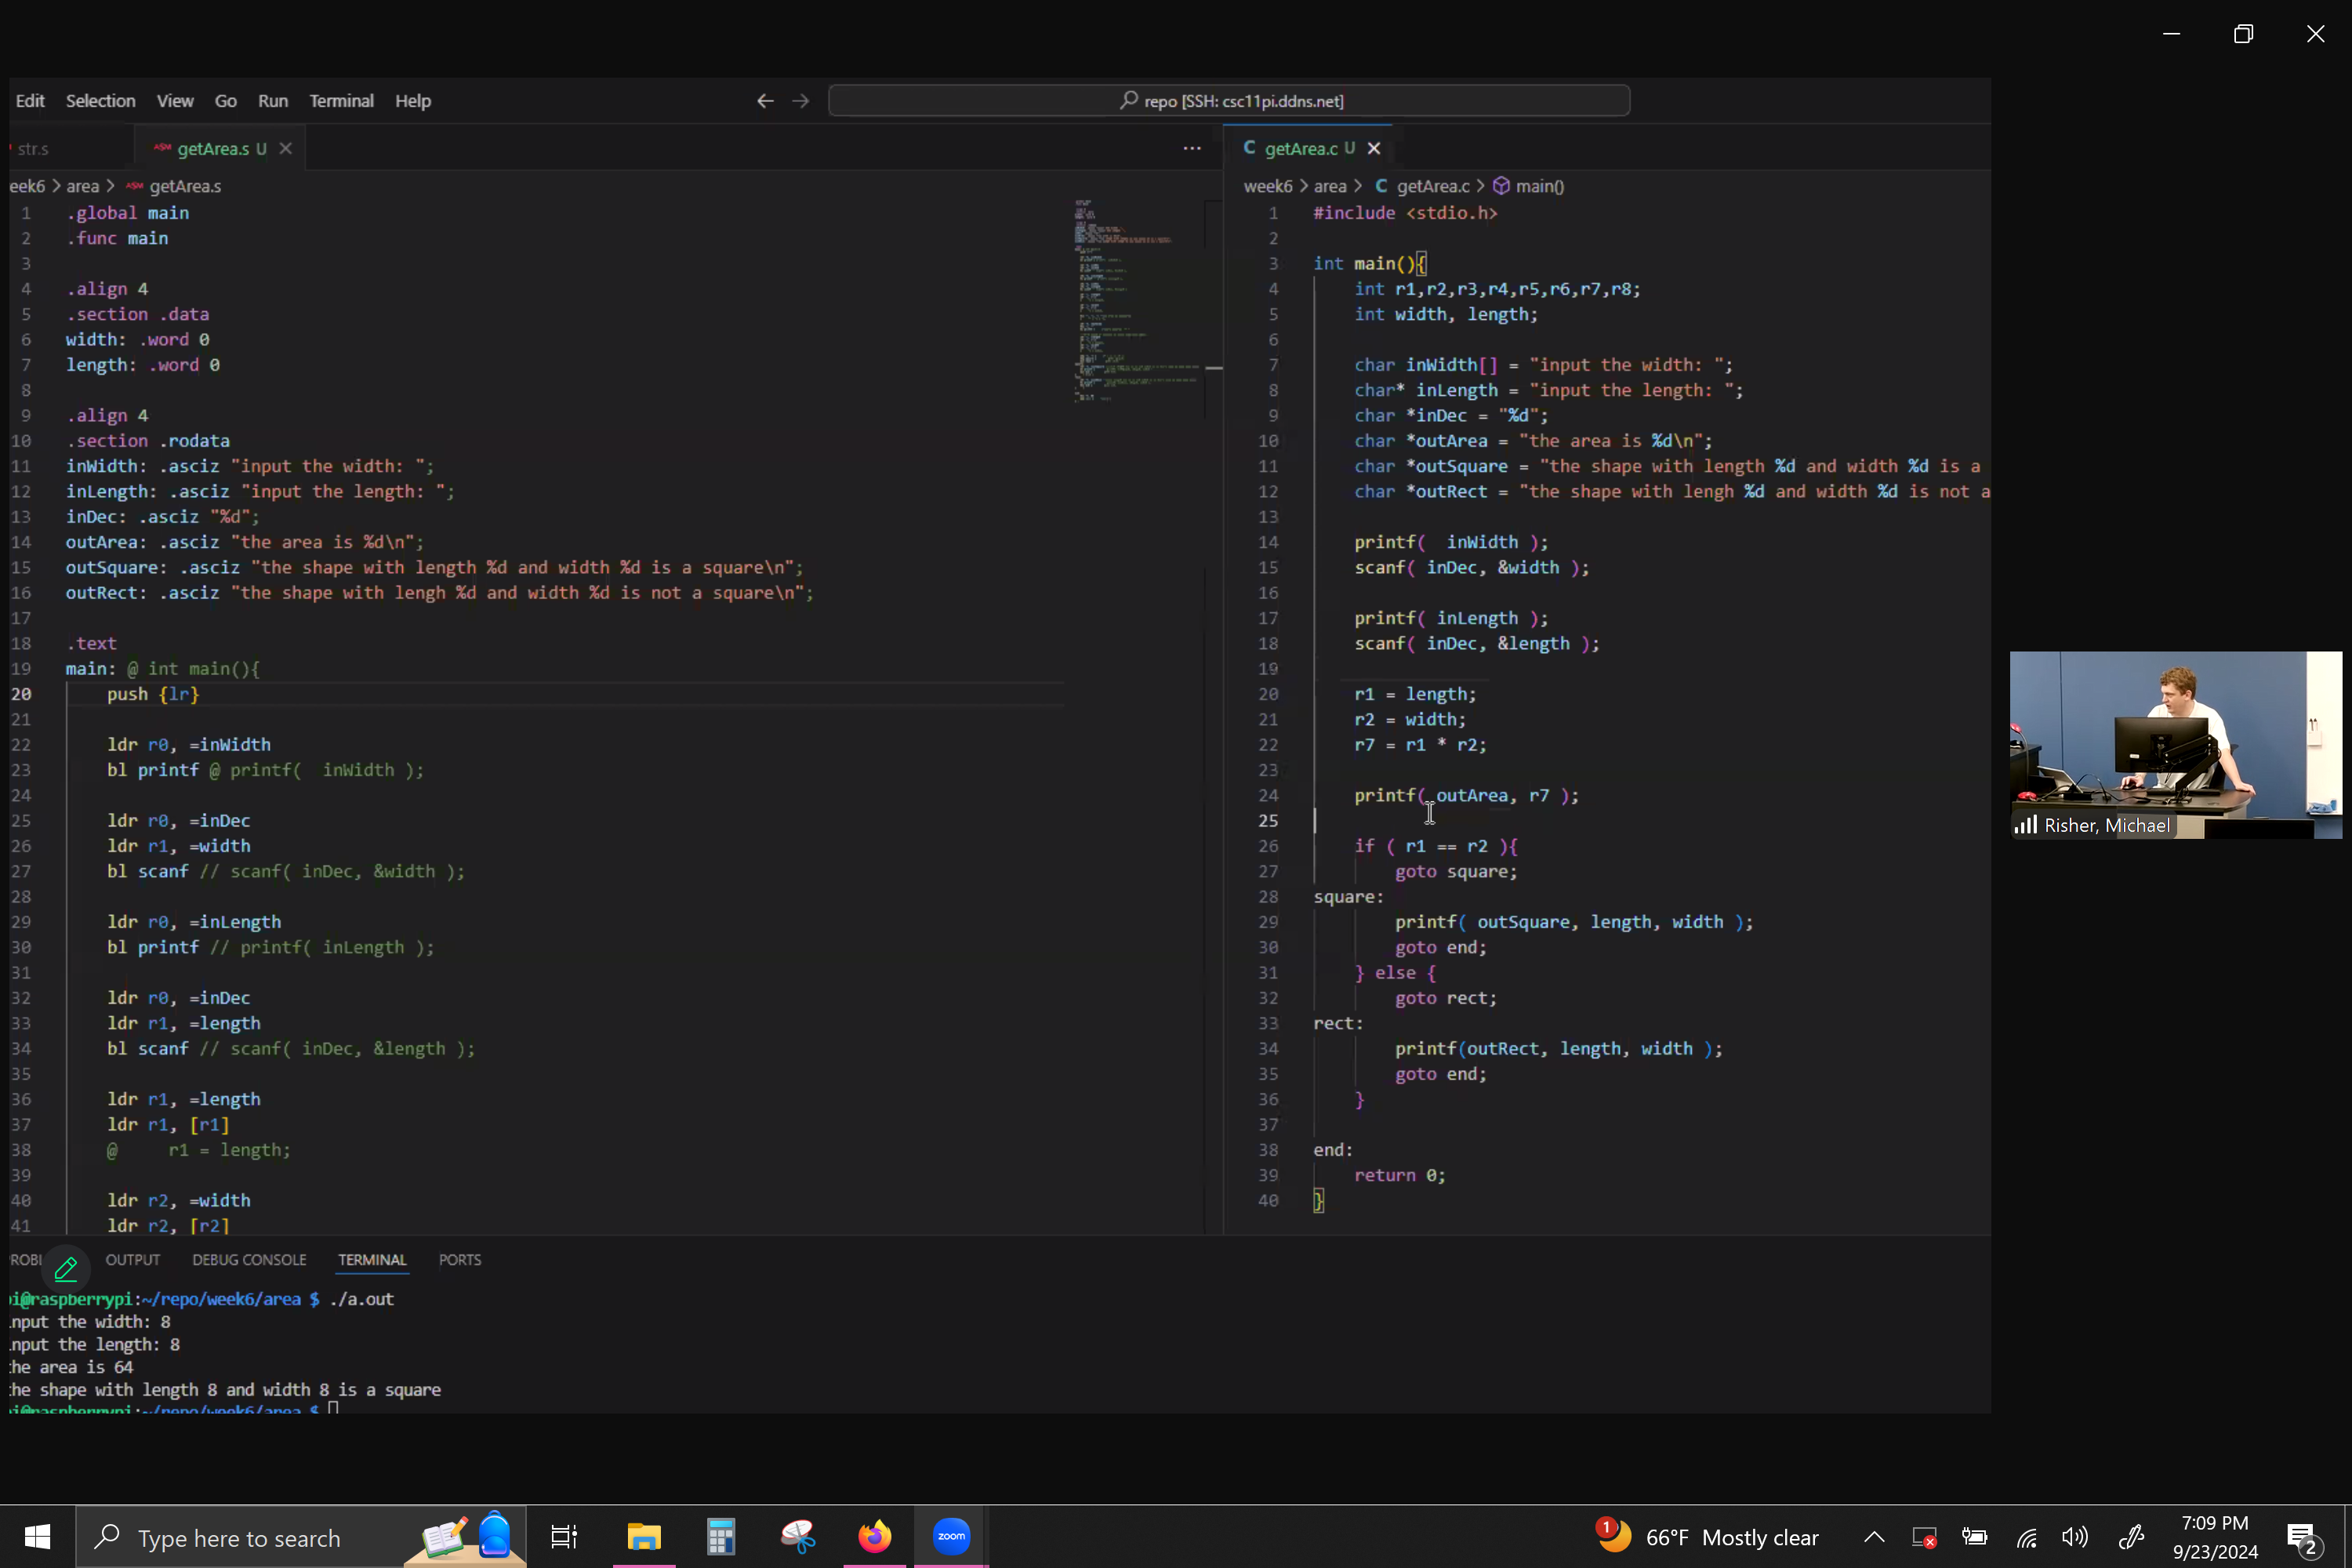 Edit Selection View Go Run Terminal Help
repo [SSH: csc11pi.ddns.net]
str.s
ASM getArea.s U
eek6 > area > ASM getArea.s
1 .global main
2 .func main
3
4 .align 4
5 .section .data
6 width: .word 0
7 length: .word 0
8
9 .align 4
10 .section .rodata
11 inWidth: .asciz "input the width: ";
12 inLength: .asciz "input the length: ";
13 inDec: .asciz "%d";
14 outArea: .asciz "the area is %d\n";
15 outSquare: .asciz "the shape with length %d and width %d is a square\n";
16 outRect: .asciz "the shape with lengh %d and width %d is not a square\n";
17
18 .text
19 main: @ int main(){
20 push {lr}
21
22 ldr r0, =inWidth
23 bl printf @ printf(  inWidth );
24
25 ldr r0, =inDec
26 ldr r1, =width
27 bl scanf // scanf( inDec, &width );
28
29 ldr r0, =inLength
30 bl printf // printf( inLength );
31
32 ldr r0, =inDec
33 ldr r1, =length
34 bl scanf // scanf( inDec, &length );
35
36 ldr r1, =length
37 ldr r1, [r1]
38 @     r1 = length;
39
40 ldr r2, =width
41 ldr r2, [r2]
C getArea.c U
week6 > area > C getArea.c > main()
1 #include <stdio.h>
2
3 int main(){
4 int r1,r2,r3,r4,r5,r6,r7,r8;
5 int width, length;
6
7 char inWidth[] = "input the width: ";
8 char* inLength = "input the length: ";
9 char *inDec = "%d";
10 char *outArea = "the area is %d\n";
11 char *outSquare = "the shape with length %d and width %d is a
12 char *outRect = "the shape with lengh %d and width %d is not a
13
14 printf(  inWidth );
15 scanf( inDec, &width );
16
17 printf( inLength );
18 scanf( inDec, &length );
19
20 r1 = length;
21 r2 = width;
22 r7 = r1 * r2;
23
24 printf( outArea, r7 );
25
26 if ( r1 == r2 ){
27 goto square;
28 square:
29 printf( outSquare, length, width );
30 goto end;
31 } else {
32 goto rect;
33 rect:
34 printf(outRect, length, width );
35 goto end;
36 }
37
38 end:
39 return 0;
40 }
Risher, Michael
ROBL OUTPUT DEBUG CONSOLE TERMINAL PORTS
pi@raspberrypi:~/repo/week6/area $ ./a.out
input the width: 8
input the length: 8
the area is 64
the shape with length 8 and width 8 is a square
pi@raspberrypi:~/repo/week6/area $
Type here to search
zoom
1
66°F Mostly clear
7:09 PM
9/23/2024
2